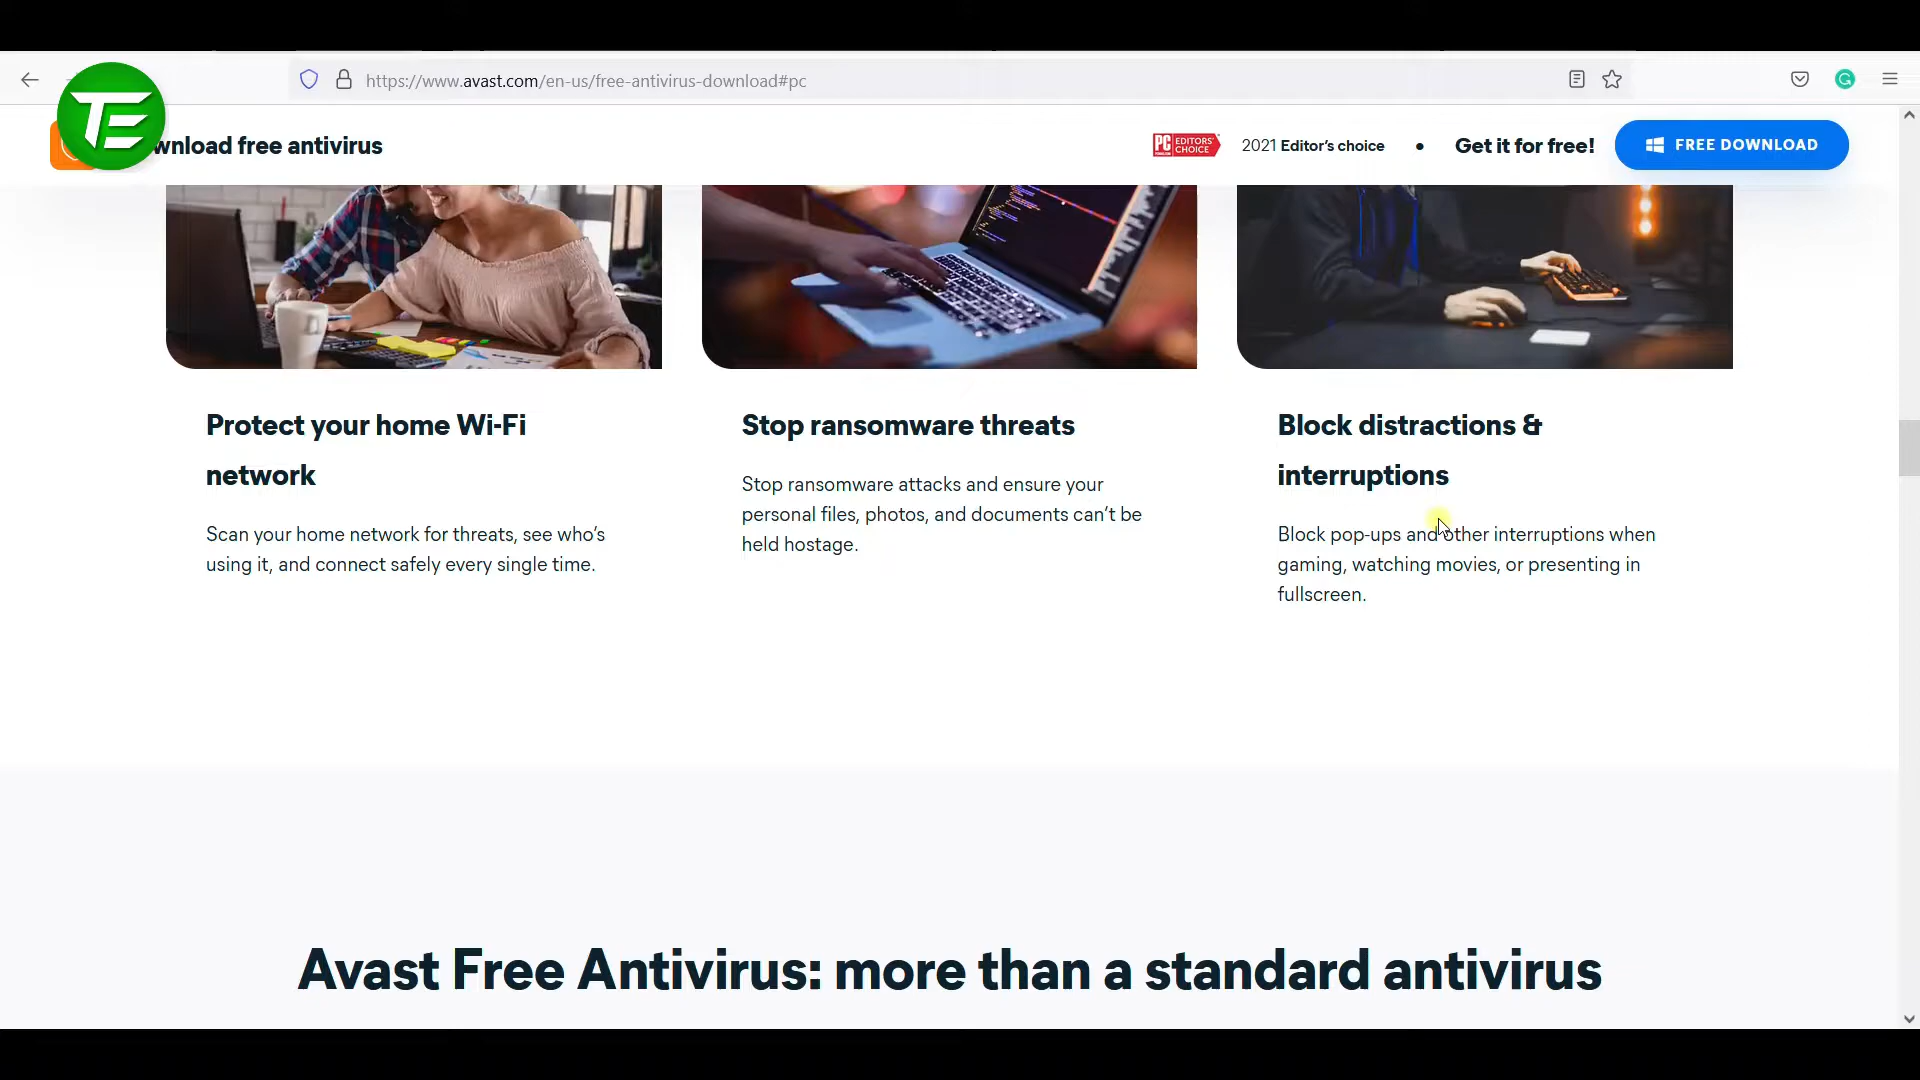 https://www.avast.com/en-us/free-antivirus-download#pc
TE
wnload free antivirus
PC EDITORS' CHOICE
2021 Editor’s choice
•
Get it for free!
FREE DOWNLOAD
Protect your home Wi-Fi
network
Scan your home network for threats, see who’s
using it, and connect safely every single time.
Stop ransomware threats
Stop ransomware attacks and ensure your
personal files, photos, and documents can’t be
held hostage.
Block distractions &
interruptions
Block pop-ups and other interruptions when
gaming, watching movies, or presenting in
fullscreen.
Avast Free Antivirus: more than a standard antivirus